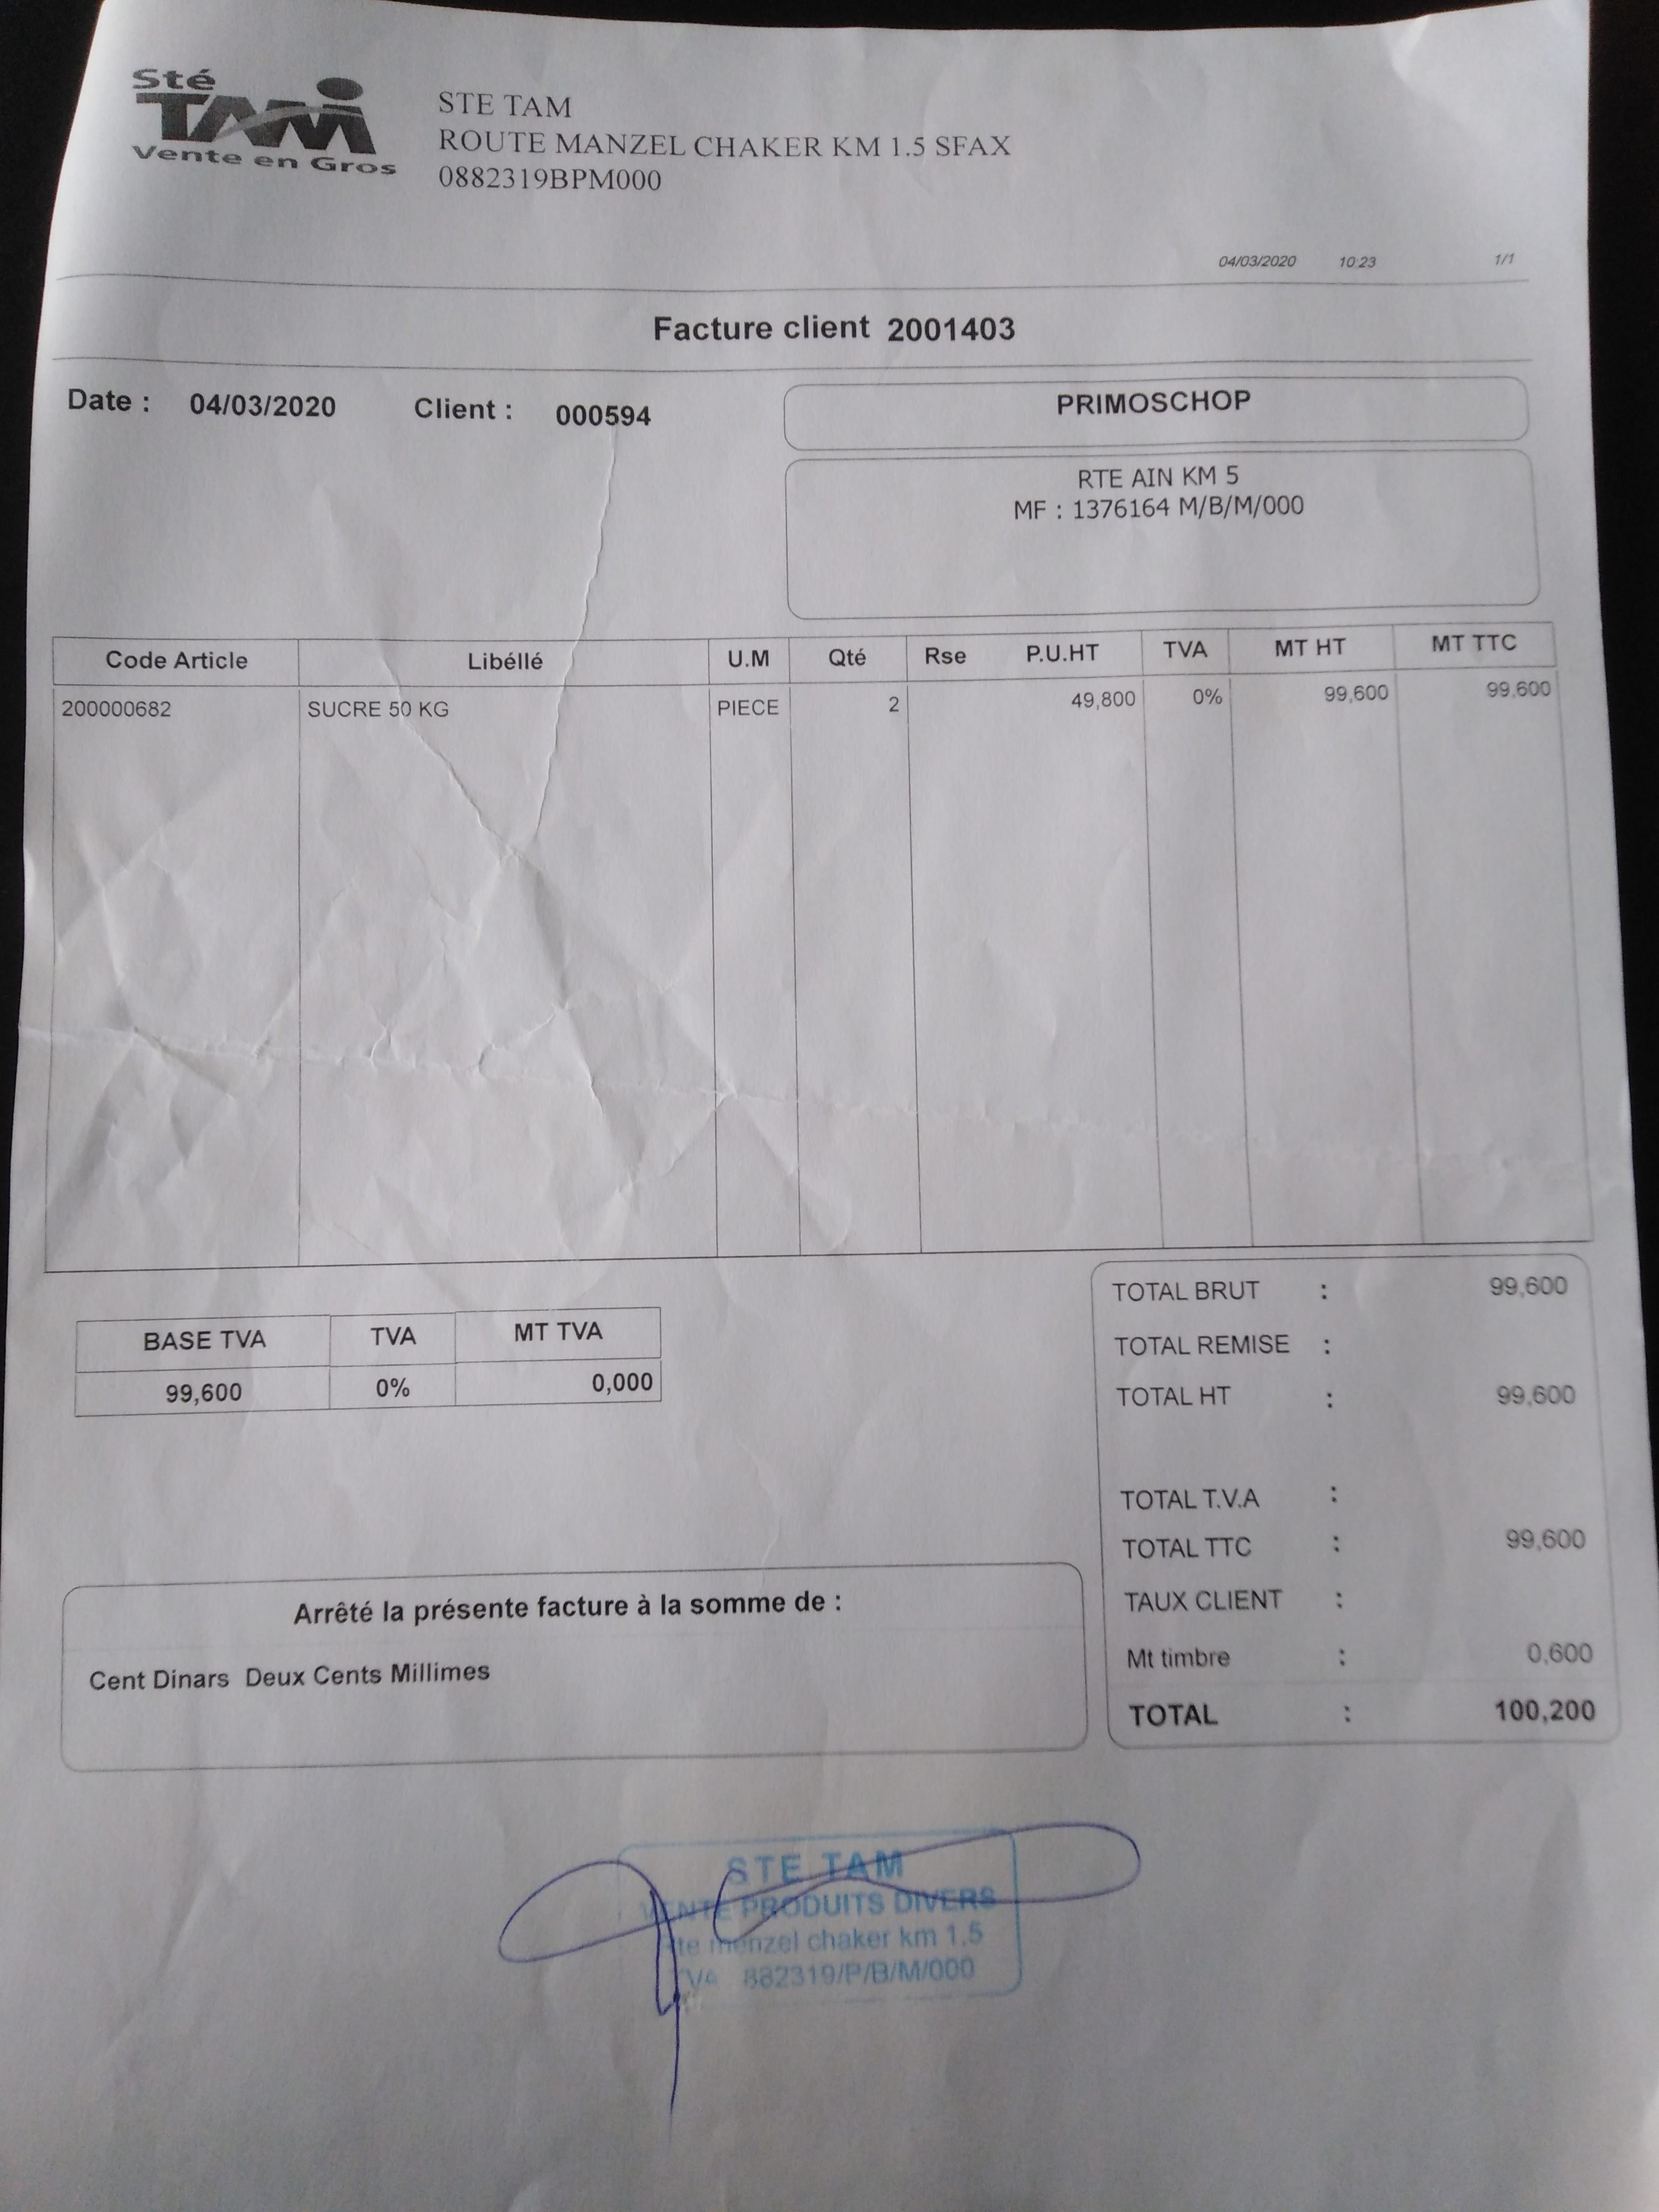 Sté
TAM
Vente en Gros
STE TAM
ROUTE MANZEL CHAKER KM 1.5 SFAX
0882319BPM000
04/03/2020 10:23 1/1
Facture client 2001403
Date : 04/03/2020 Client : 000594
PRIMOSCHOP
RTE AIN KM 5
MF : 1376164 M/B/M/000
Code Article Libéllé U.M Qté Rse P.U.HT TVA MT HT MT TTC
200000682 SUCRE 50 KG PIECE 2 49,800 0% 99,600 99,600
BASE TVA TVA MT TVA
99,600 0% 0,000
TOTAL BRUT : 99,600
TOTAL REMISE :
TOTAL HT : 99,600
TOTAL T.V.A :
TOTAL TTC : 99,600
TAUX CLIENT :
Mt timbre : 0,600
TOTAL : 100,200
Arrêté la présente facture à la somme de :
Cent Dinars Deux Cents Millimes
STE TAM
VENTE PRODUITS DIVERS
menzel chaker km 1,5
882319/P/B/M/000